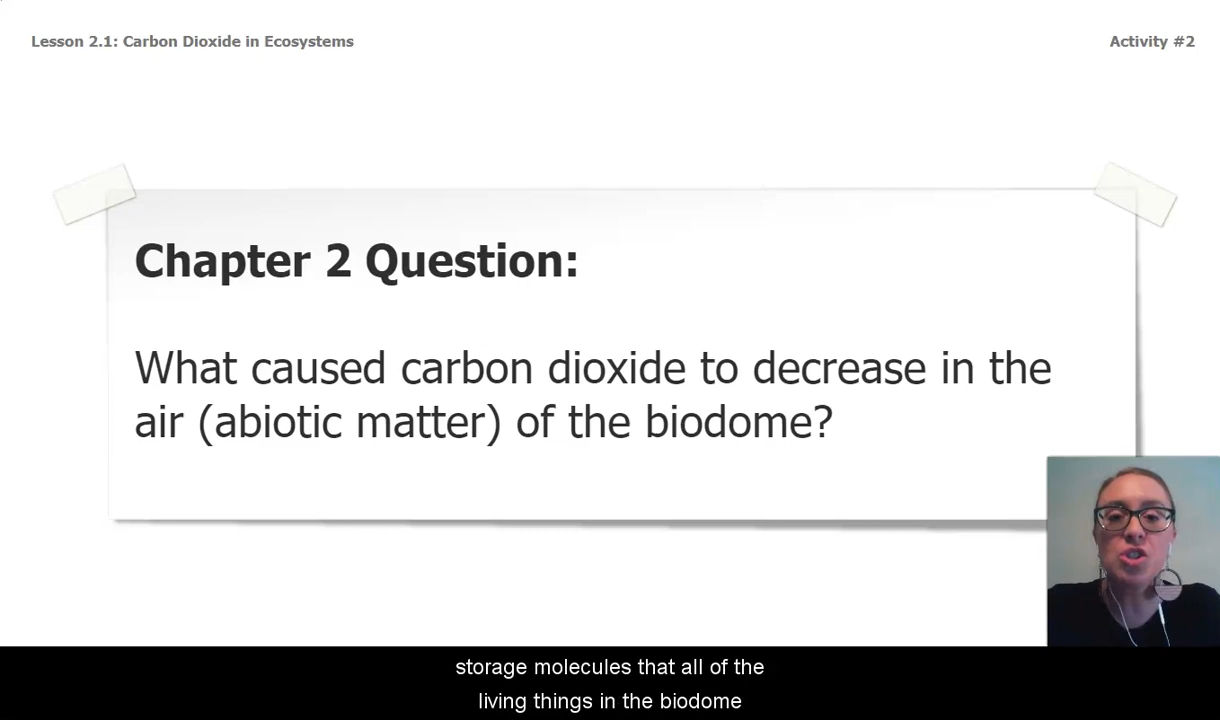 Lesson 2.1: Carbon Dioxide in Ecosystems
Activity #2
Chapter 2 Question:
What caused carbon dioxide to decrease in the
air (abiotic matter) of the biodome?
storage molecules that all of the
living things in the biodome